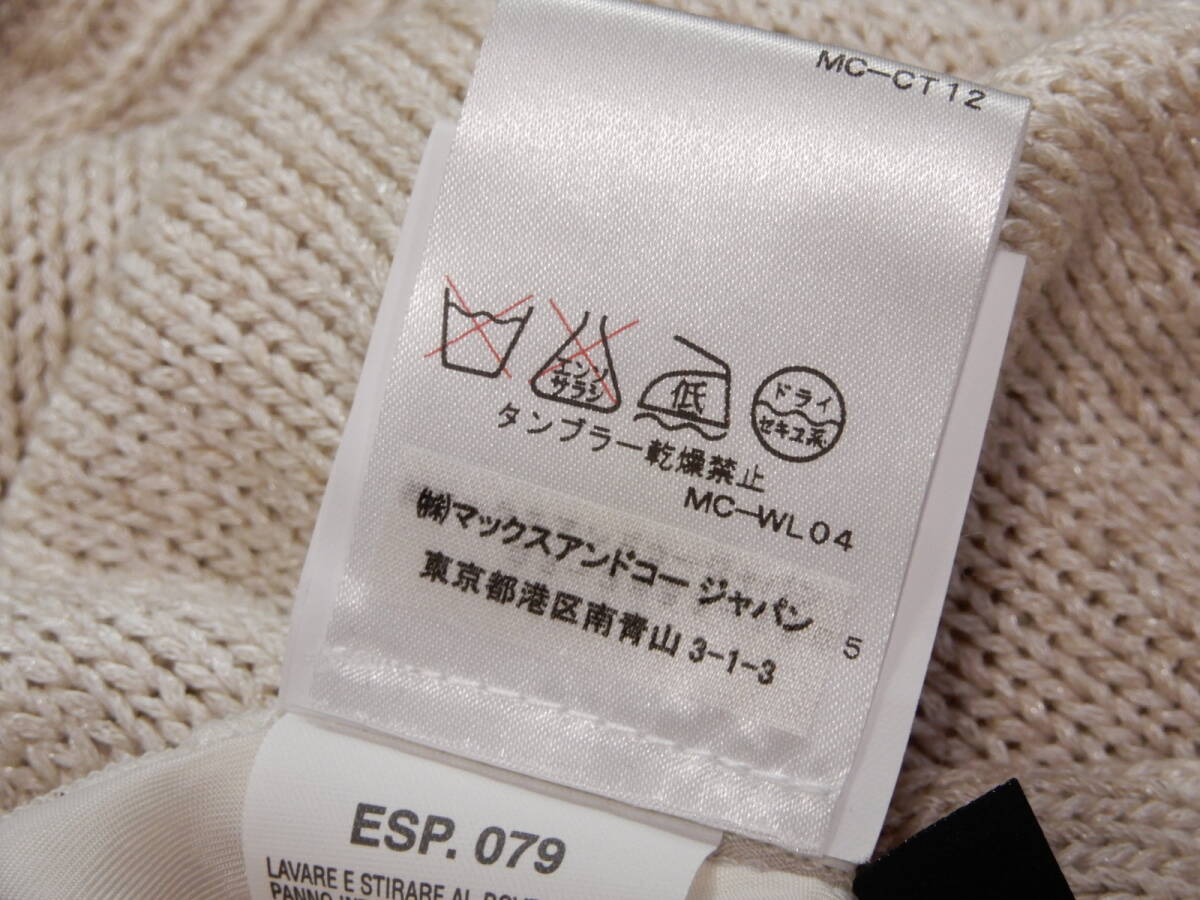 MC-CT12
エンソ
サラシ
低
ドライ
セキユ系
タンブラー乾燥禁止
MC-WL04
㈱マックスアンドコー ジャパン
東京都港区南青山 3-1-3
5
ESP. 079
LAVARE E STIRARE AL